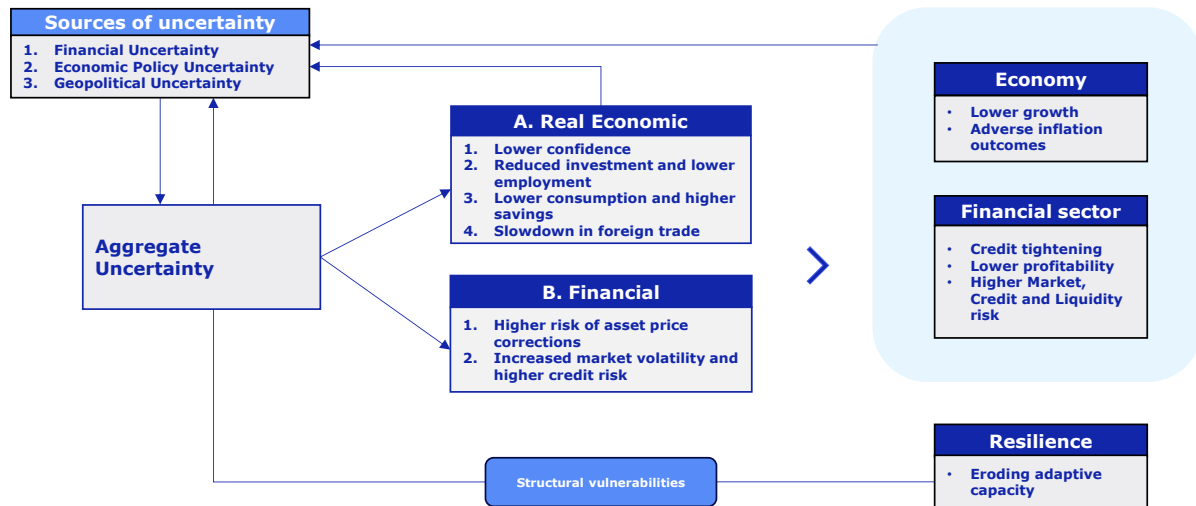 Sources of uncertainty
1. Financial Uncertainty
2. Economic Policy Uncertainty
3. Geopolitical Uncertainty
Aggregate
Uncertainty
A. Real Economic
1. Lower confidence
2. Reduced investment and lower
employment
3. Lower consumption and higher
savings
4. Slowdown in foreign trade
B. Financial
1. Higher risk of asset price
corrections
2. Increased market volatility and
higher credit risk
Economy
• Lower growth
• Adverse inflation
outcomes
Financial sector
• Credit tightening
• Lower profitability
• Higher Market,
Credit and Liquidity
risk
Resilience
• Eroding adaptive
capacity
Structural vulnerabilities